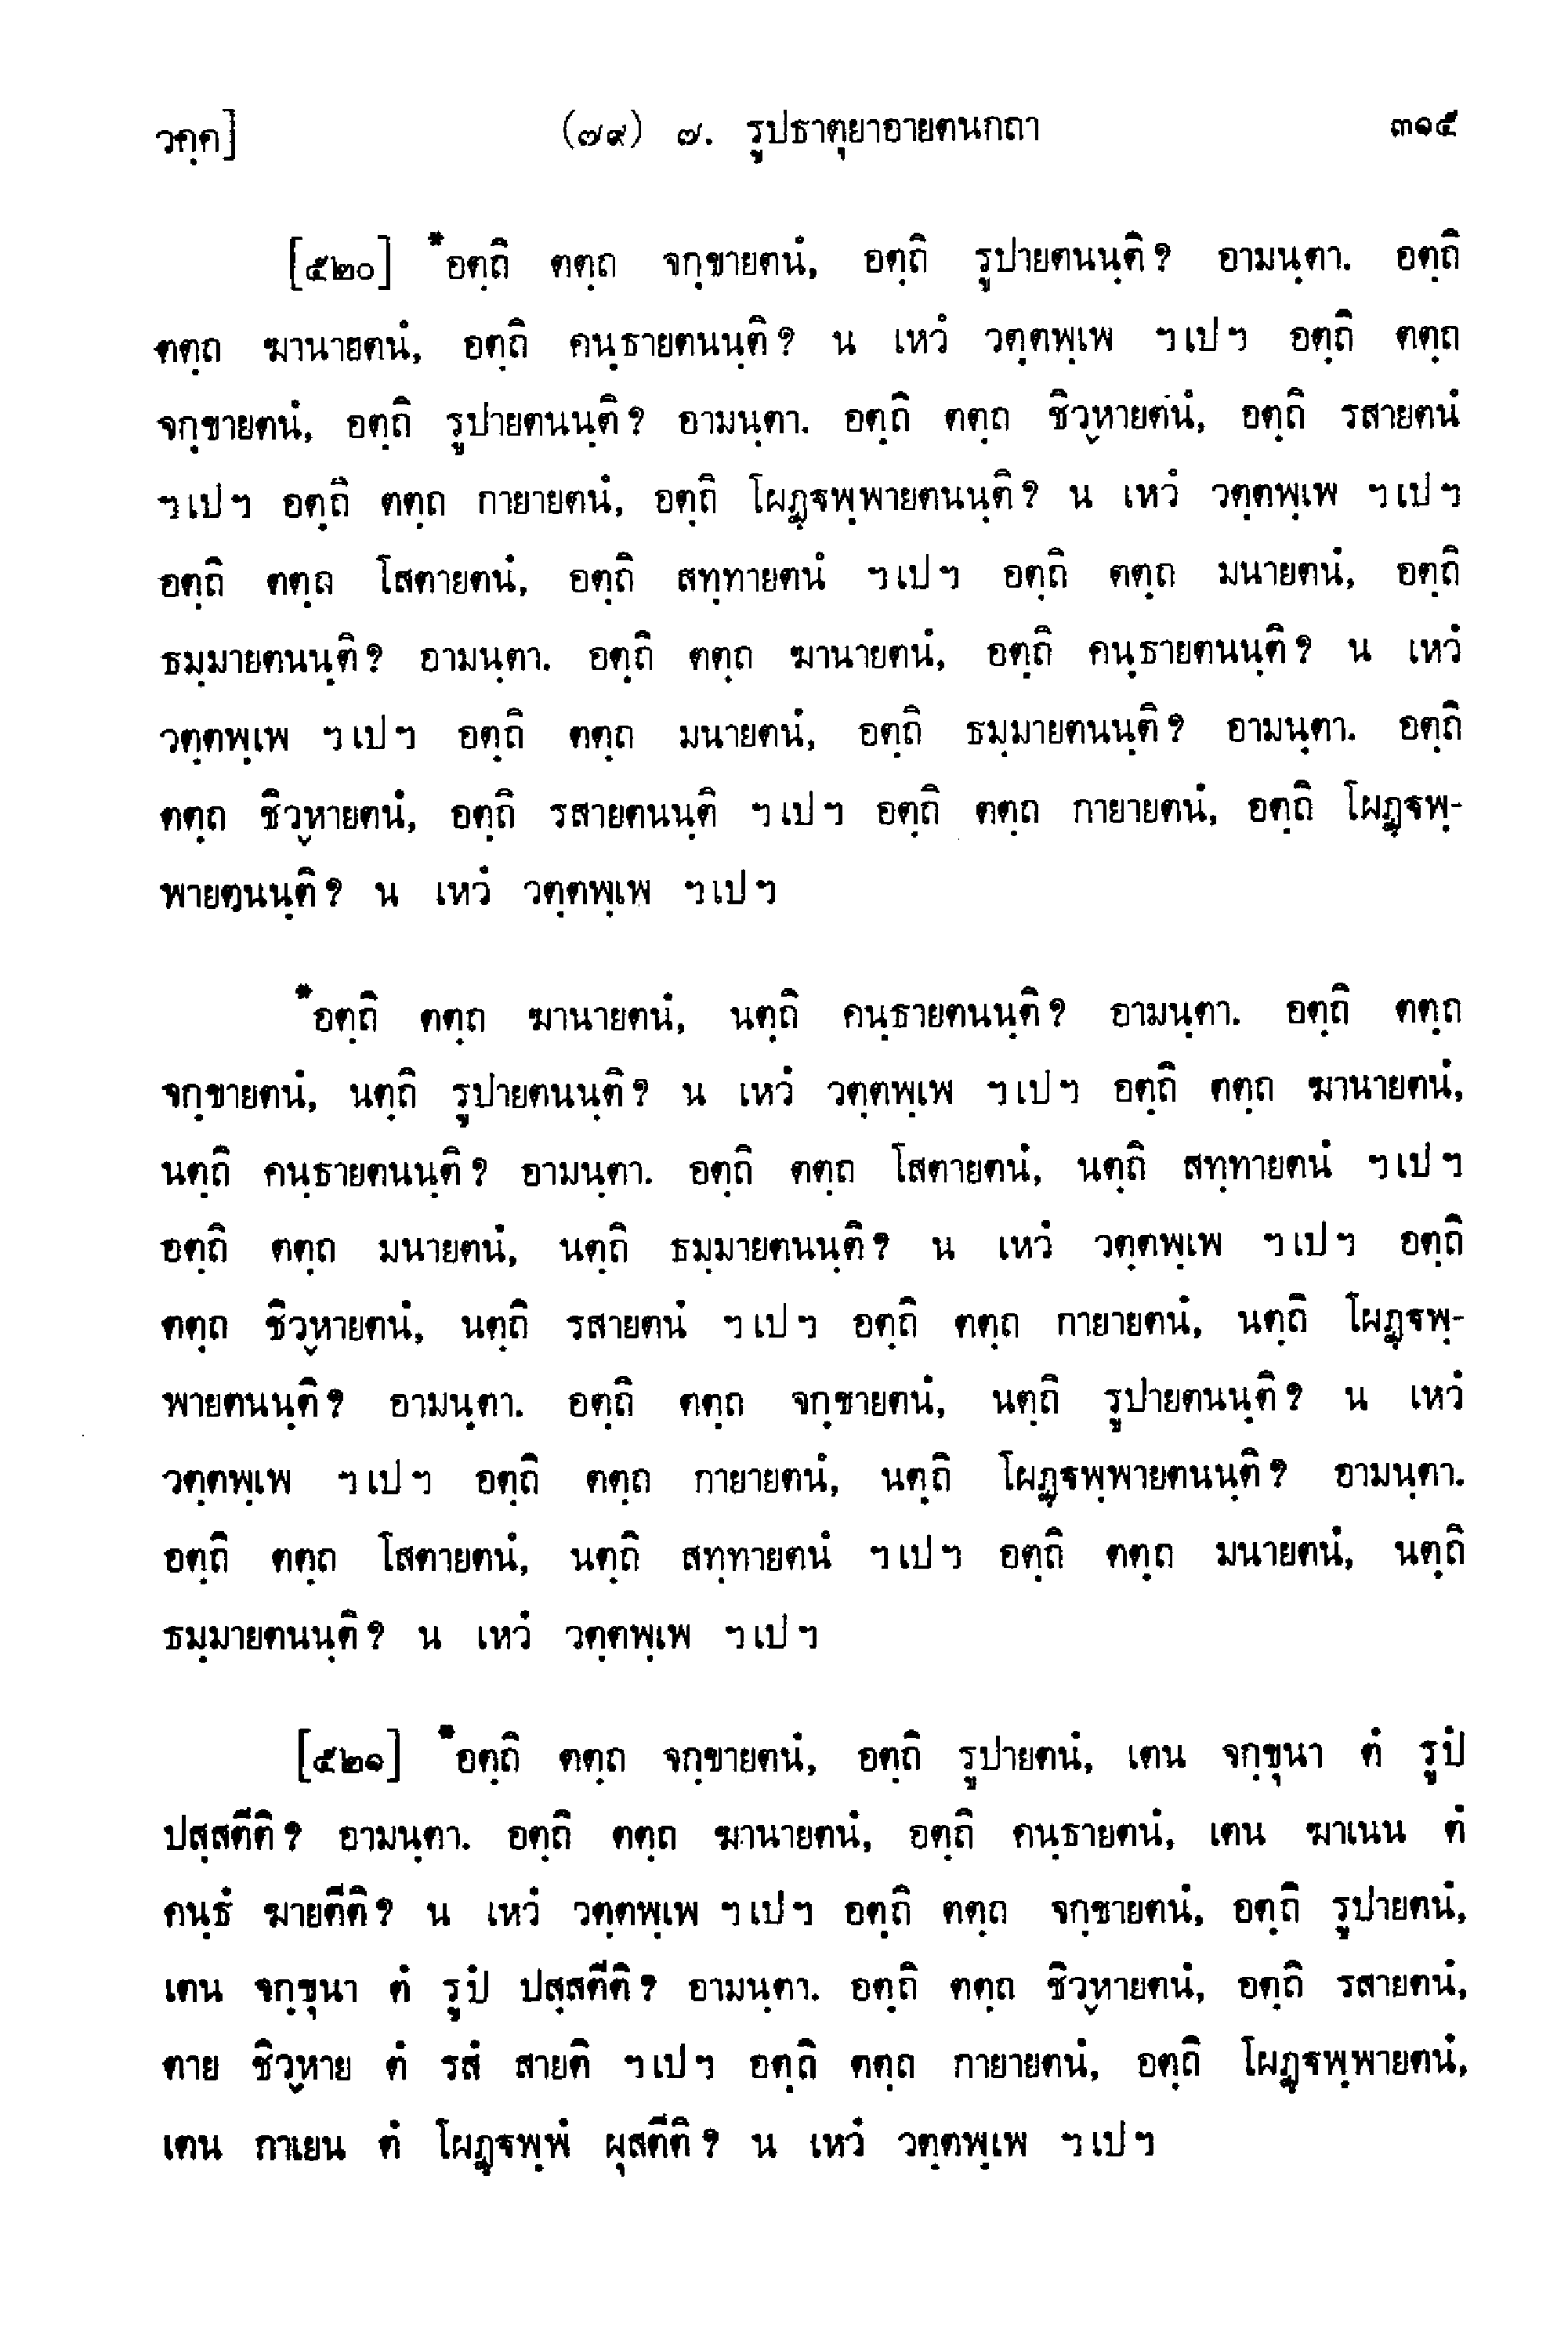 วคฺค]	(๗๙) ๗. รูปธาตุยาอายตนกถา	๓๑๕
[๕๒๐] *อตฺถิ ตตฺถ จกฺขายตนํ, อตฺถิ รูปายตนนฺติ? อามนฺตา. อตฺถิ
ตตฺถ ฆานายตนํ, อตฺถิ คนฺธายตนนฺติ? น เหวํ วตฺตพฺเพ ฯเปฯ อตฺถิ ตตฺถ
จกฺขายตนํ, อตฺถิ รูปายตนนฺติ? อามนฺตา. อตฺถิ ตตฺถ ชิวฺหายตนํ, อตฺถิ รสายตนํ
ฯเปฯ อตฺถิ ตตฺถ กายายตนํ, อตฺถิ โผฏฺฐพฺพายตนนฺติ? น เหวํ วตฺตพฺเพ ฯเปฯ
อตฺถิ ตตฺถ โสตายตนํ, อตฺถิ สทฺทายตนํ ฯเปฯ อตฺถิ ตตฺถ มนายตนํ, อตฺถิ
ธมฺมายตนนฺติ? อามนฺตา. อตฺถิ ตตฺถ ฆานายตนํ, อตฺถิ คนฺธายตนนฺติ? น เหวํ
วตฺตพฺเพ ฯเปฯ อตฺถิ ตตฺถ มนายตนํ, อตฺถิ ธมฺมายตนนฺติ? อามนฺตา. อตฺถิ
ตตฺถ ชิวฺหายตนํ, อตฺถิ รสายตนนฺติ ฯเปฯ อตฺถิ ตตฺถ กายายตนํ, อตฺถิ โผฏฺฐพฺ-
พายตนนฺติ? น เหวํ วตฺตพฺเพ ฯเปฯ
*อตฺถิ ตตฺถ ฆานายตนํ, นตฺถิ คนฺธายตนนฺติ? อามนฺตา. อตฺถิ ตตฺถ
จกฺขายตนํ, นตฺถิ รูปายตนนฺติ? น เหวํ วตฺตพฺเพ ฯเปฯ อตฺถิ ตตฺถ ฆานายตนํ,
นตฺถิ คนฺธายตนนฺติ? อามนฺตา. อตฺถิ ตตฺถ โสตายตนํ, นตฺถิ สทฺทายตนํ ฯเปฯ
อตฺถิ ตตฺถ มนายตนํ, นตฺถิ ธมฺมายตนนฺติ? น เหวํ วตฺตพฺเพ ฯเปฯ อตฺถิ
ตตฺถ ชิวฺหายตนํ, นตฺถิ รสายตนํ ฯเปฯ อตฺถิ ตตฺถ กายายตนํ, นตฺถิ โผฏฺฐพฺ-
พายตนนฺติ? อามนฺตา. อตฺถิ ตตฺถ จกฺขายตนํ, นตฺถิ รูปายตนนฺติ? น เหวํ
วตฺตพฺเพ ฯเปฯ อตฺถิ ตตฺถ กายายตนํ, นตฺถิ โผฏฺฐพฺพายตนนฺติ? อามนฺตา.
อตฺถิ ตตฺถ โสตายตนํ, นตฺถิ สทฺทายตนํ ฯเปฯ อตฺถิ ตตฺถ มนายตนํ, นตฺถิ
ธมฺมายตนนฺติ? น เหวํ วตฺตพฺเพ ฯเปฯ
[๕๒๑] *อตฺถิ ตตฺถ จกฺขายตนํ, อตฺถิ รูปายตนํ, เตน จกฺขุนา ตํ รูปํ
ปสฺสตีติ? อามนฺตา. อตฺถิ ตตฺถ ฆานายตนํ, อตฺถิ คนฺธายตนํ, เตน ฆาเนน ตํ
คนฺธํ ฆายตีติ? น เหวํ วตฺตพฺเพ ฯเปฯ อตฺถิ ตตฺถ จกฺขายตนํ, อตฺถิ รูปายตนํ,
เตน จกฺขุนา ตํ รูปํ ปสฺสตีติ? อามนฺตา. อตฺถิ ตตฺถ ชิวฺหายตนํ, อตฺถิ รสายตนํ,
ตาย ชิวฺหาย ตํ รสํ สายติ ฯเปฯ อตฺถิ ตตฺถ กายายตนํ, อตฺถิ โผฏฺฐพฺพายตนํ,
เตน กาเยน ตํ โผฏฺฐพฺพํ ผุสตีติ? น เหวํ วตฺตพฺเพ ฯเปฯ